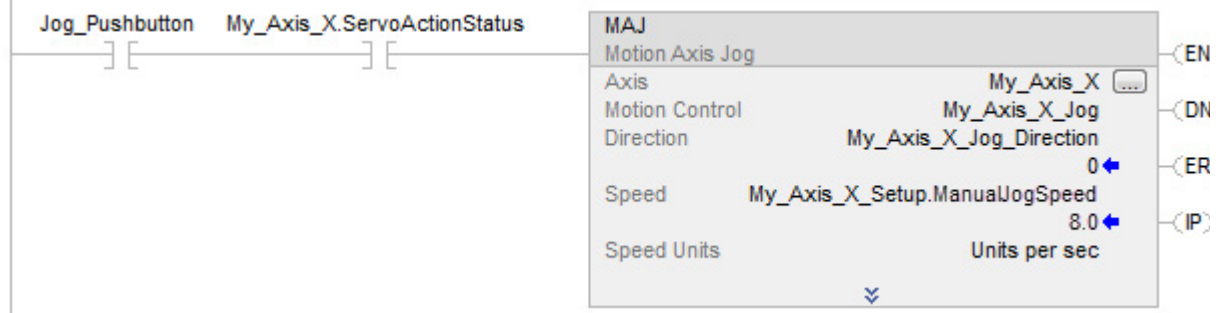 Jog_Pushbutton My_Axis_X.ServoActionStatus
MAJ
Motion Axis Jog
Axis My_Axis_X ...
Motion Control My_Axis_X_Jog
Direction My_Axis_X_Jog_Direction
0
Speed My_Axis_X_Setup.ManualJogSpeed
8.0
Speed Units Units per sec
EN
DN
ER
IP